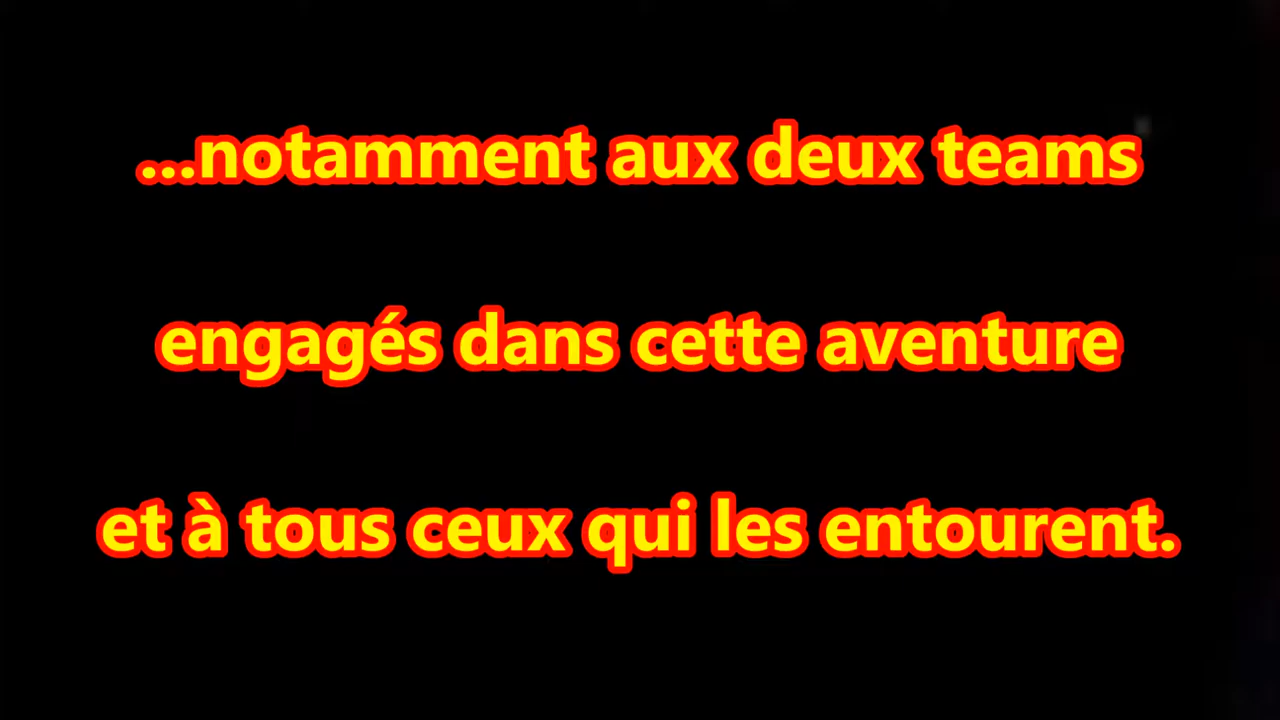 ...notamment aux deux teams
engagés dans cette aventure
et à tous ceux qui les entourent.